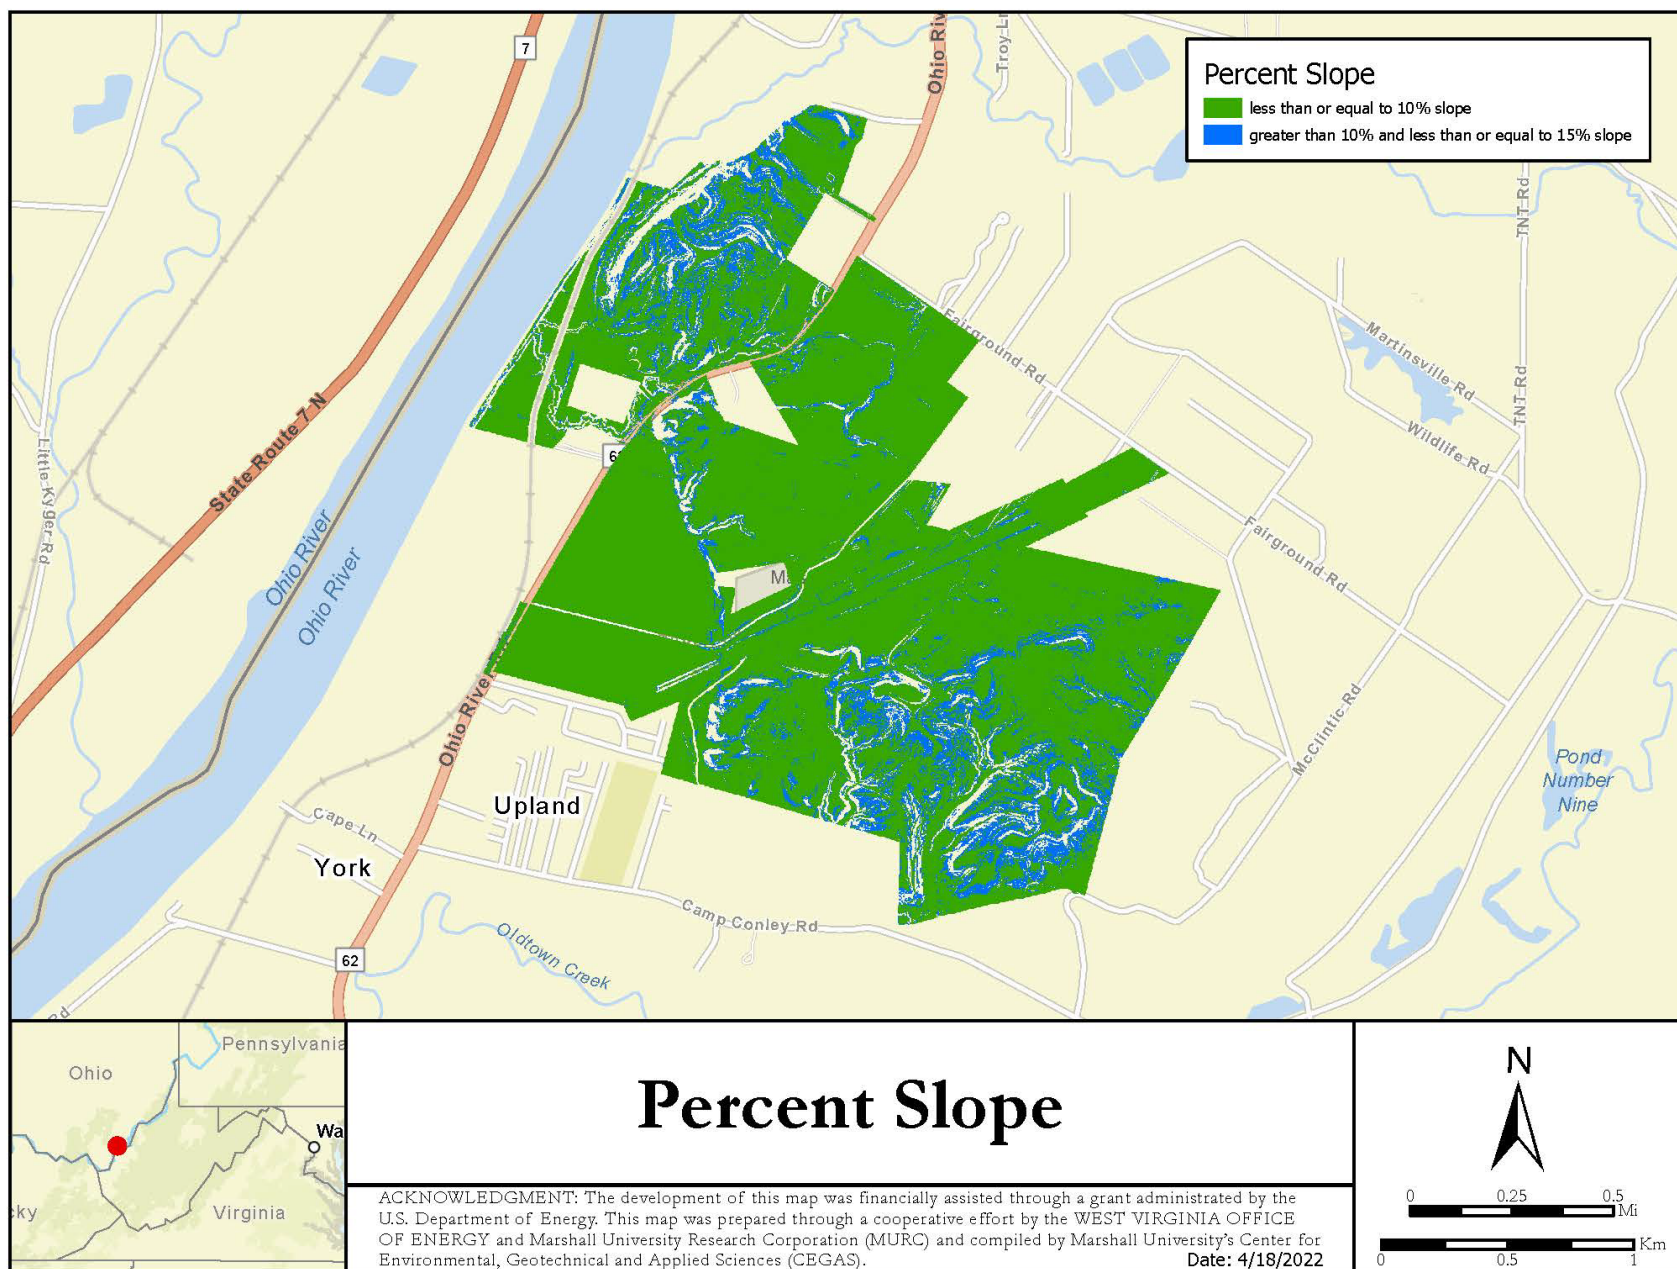 7
Ohio Riv
Troy Ln
Percent Slope
less than or equal to 10% slope
greater than 10% and less than or equal to 15% slope
TNT Rd
Fairground Rd
Martinsville Rd
TNT Rd
Wildlife Rd
State Route 7 N
Little Kyger Rd
Ohio River
Ohio River
Fairground Rd
Ohio River
McClintic Rd
Pond
Number
Nine
Upland
Cape Ln
York
Camp Conley Rd
Oldtown Creek
62
Rd
Pennsylvania
Ohio
Wa
Virginia
cky
Percent Slope
ACKNOWLEDGMENT: The development of this map was financially assisted through a grant administrated by the
U.S. Department of Energy. This map was prepared through a cooperative effort by the WEST VIRGINIA OFFICE
OF ENERGY and Marshall University Research Corporation (MURC) and compiled by Marshall University's Center for
Environmental, Geotechnical and Applied Sciences (CEGAS).
Date: 4/18/2022
N
0 0.25 0.5
Mi
Km
0 0.5 1